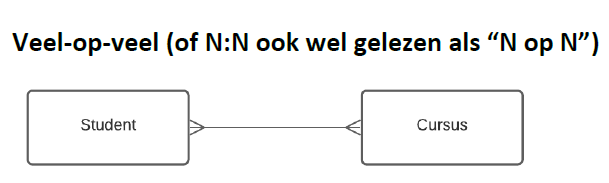 Veel-op-veel (of N:N ook wel gelezen als “N op N”)
Student
Cursus